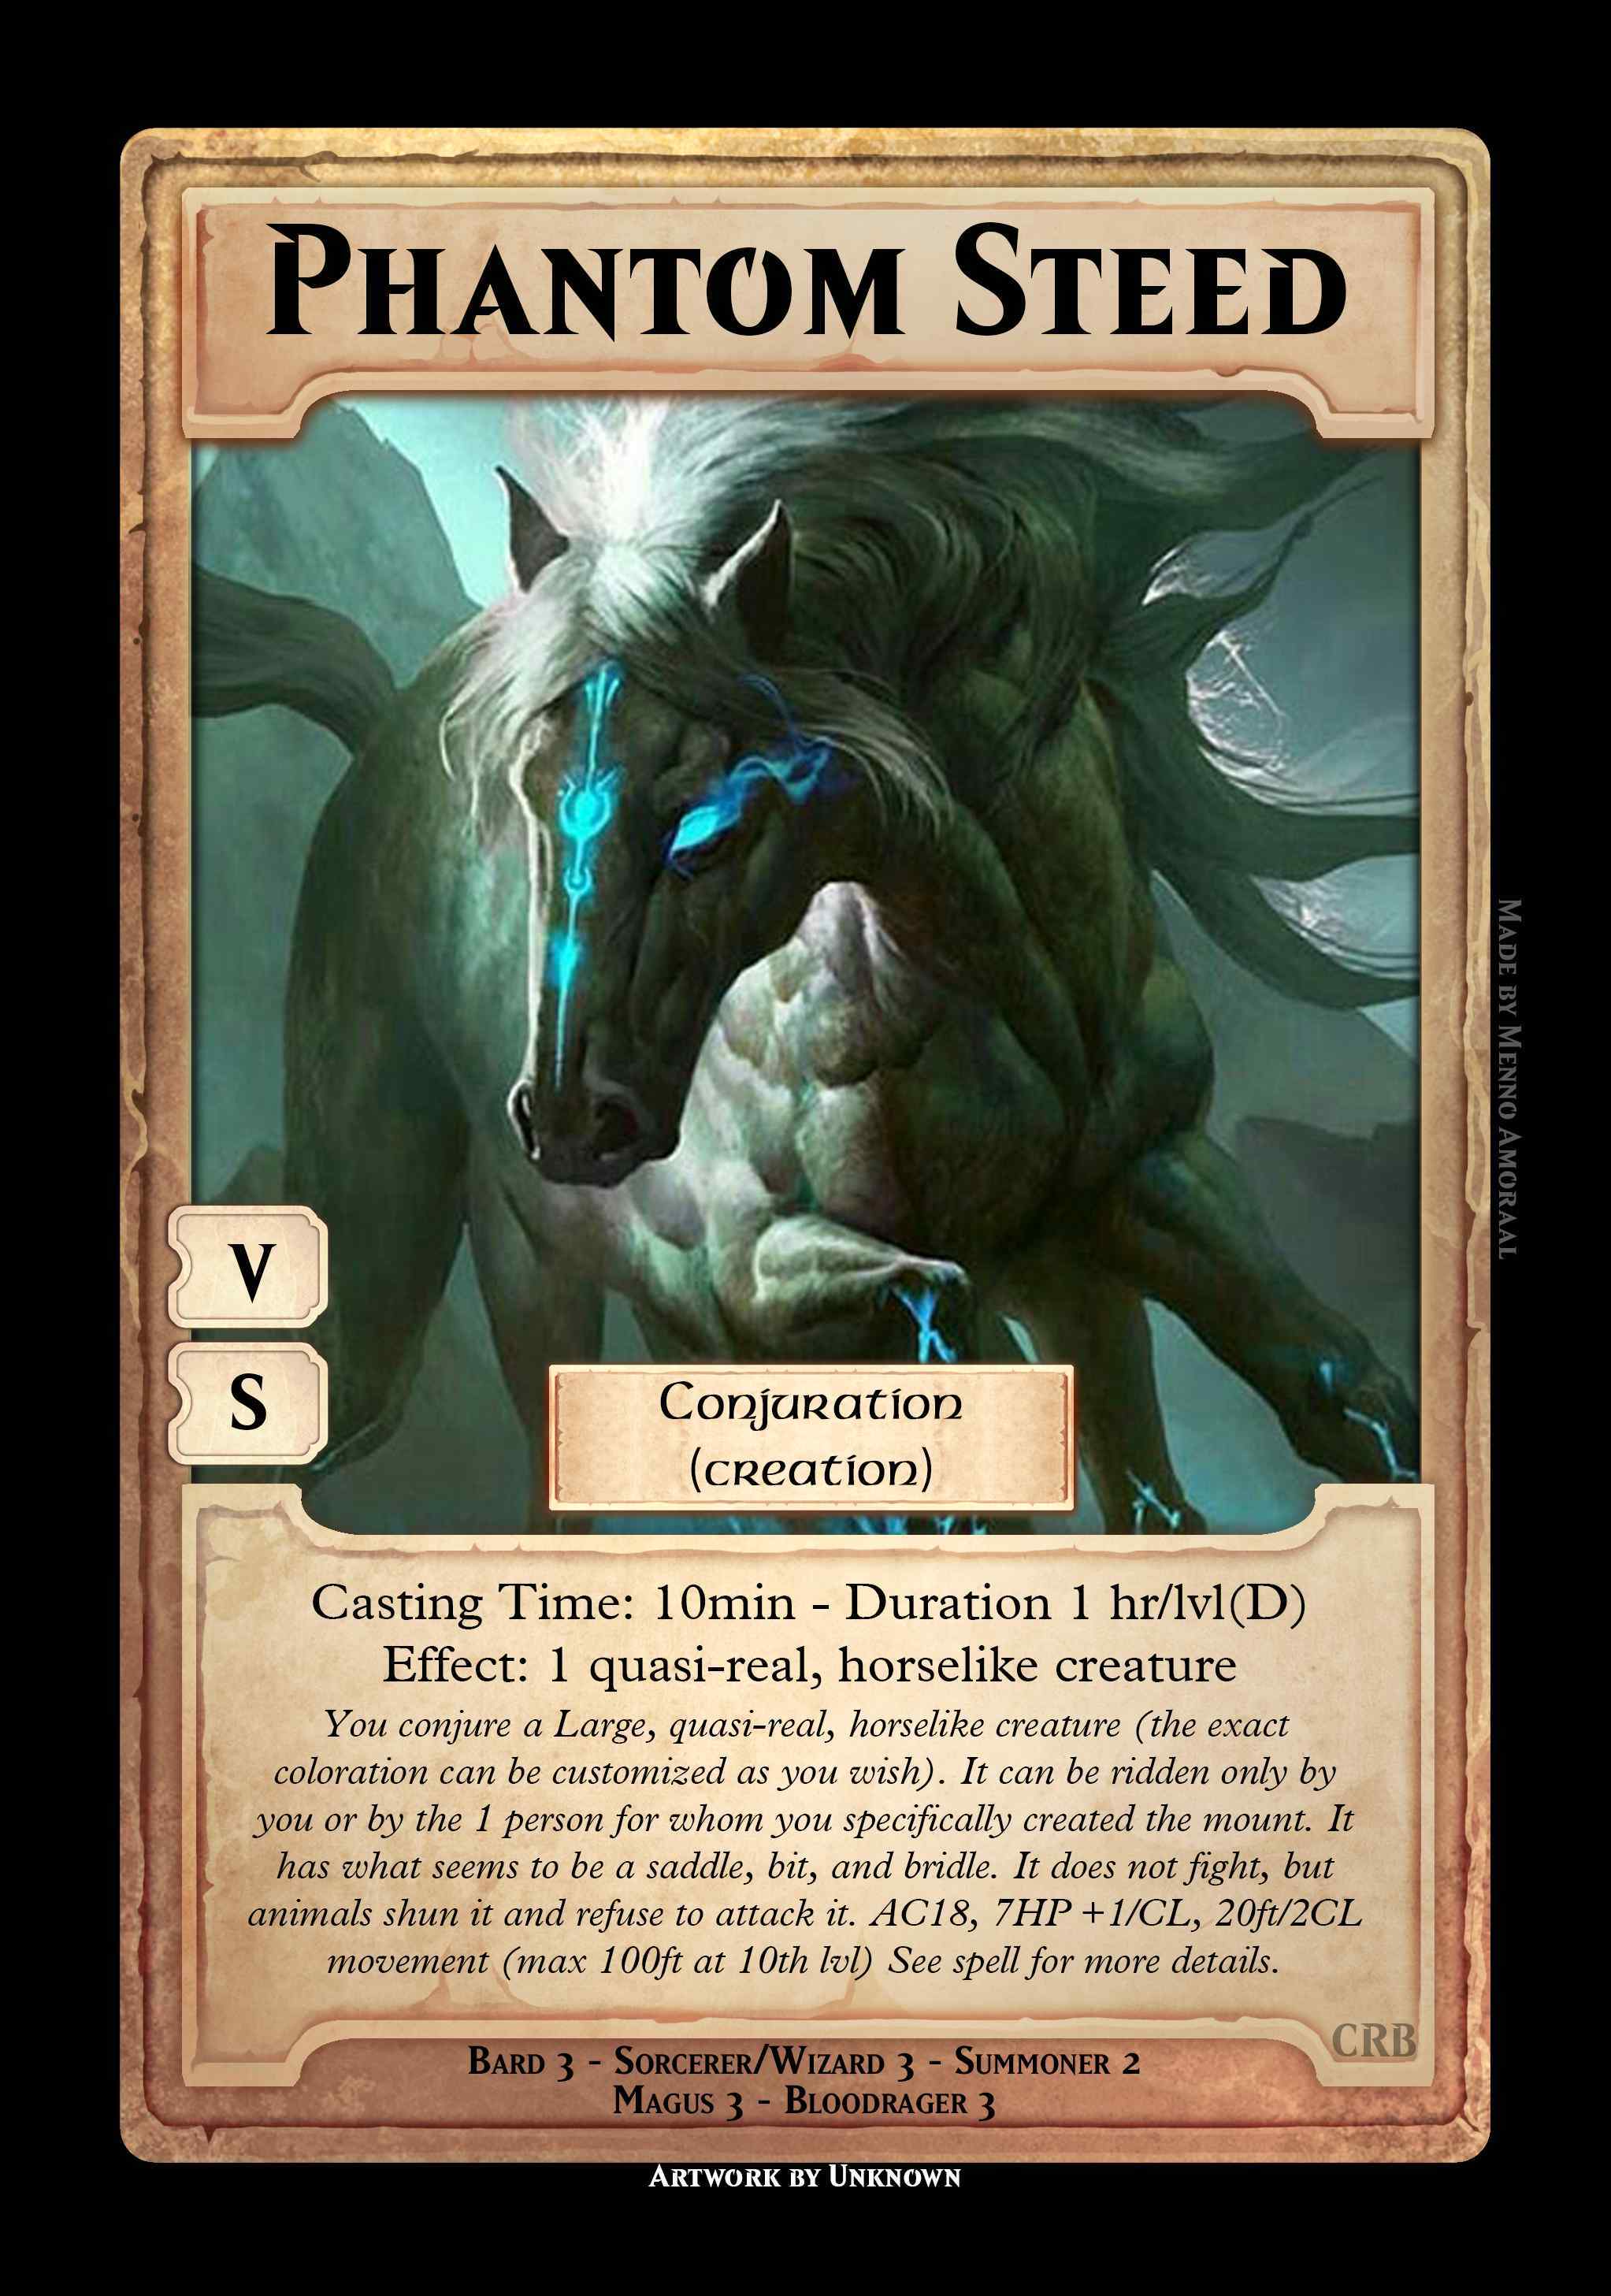 Phantom Steed
V
S
Conjuration
(creation)
Casting Time: 10min - Duration 1 hr/lvl(D)
Effect: 1 quasi-real, horselike creature
You conjure a Large, quasi-real, horselike creature (the exact
coloration can be customized as you wish). It can be ridden only by
you or by the 1 person for whom you specifically created the mount. It
has what seems to be a saddle, bit, and bridle. It does not fight, but
animals shun it and refuse to attack it. AC18, 7HP +1/CL, 20ft/2CL
movement (max 100ft at 10th lvl) See spell for more details.
CRB
Bard 3 - Sorcerer/Wizard 3 - Summoner 2
Magus 3 - Bloodrager 3
Artwork by Unknown
Made by Menno Amoraal